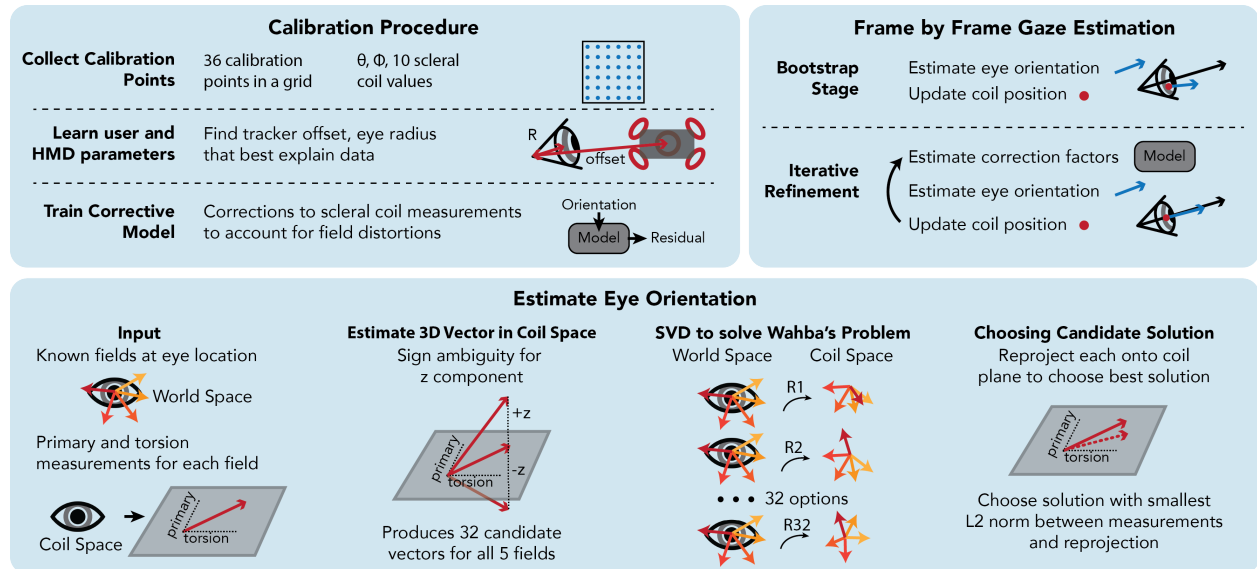 Calibration Procedure
Collect Calibration
Points
36 calibration
points in a grid
θ, Φ, 10 scleral
coil values
Learn user and
HMD parameters
Find tracker offset, eye radius
that best explain data
R
offset
Train Corrective
Model
Corrections to scleral coil measurements
to account for field distortions
Orientation
Model
Residual
Frame by Frame Gaze Estimation
Bootstrap
Stage
Estimate eye orientation
Update coil position
Iterative
Refinement
Estimate correction factors
Model
Estimate eye orientation
Update coil position
Estimate Eye Orientation
Input
Known fields at eye location
World Space
Primary and torsion
measurements for each field
Coil Space
primary
torsion
Estimate 3D Vector in Coil Space
Sign ambiguity for
z component
+z
primary
-z
torsion
Produces 32 candidate
vectors for all 5 fields
SVD to solve Wahba's Problem
World Space
Coil Space
R1
R2
• • • 32 options
R32
Choosing Candidate Solution
Reproject each onto coil
plane to choose best solution
primary
torsion
Choose solution with smallest
L2 norm between measurements
and reprojection